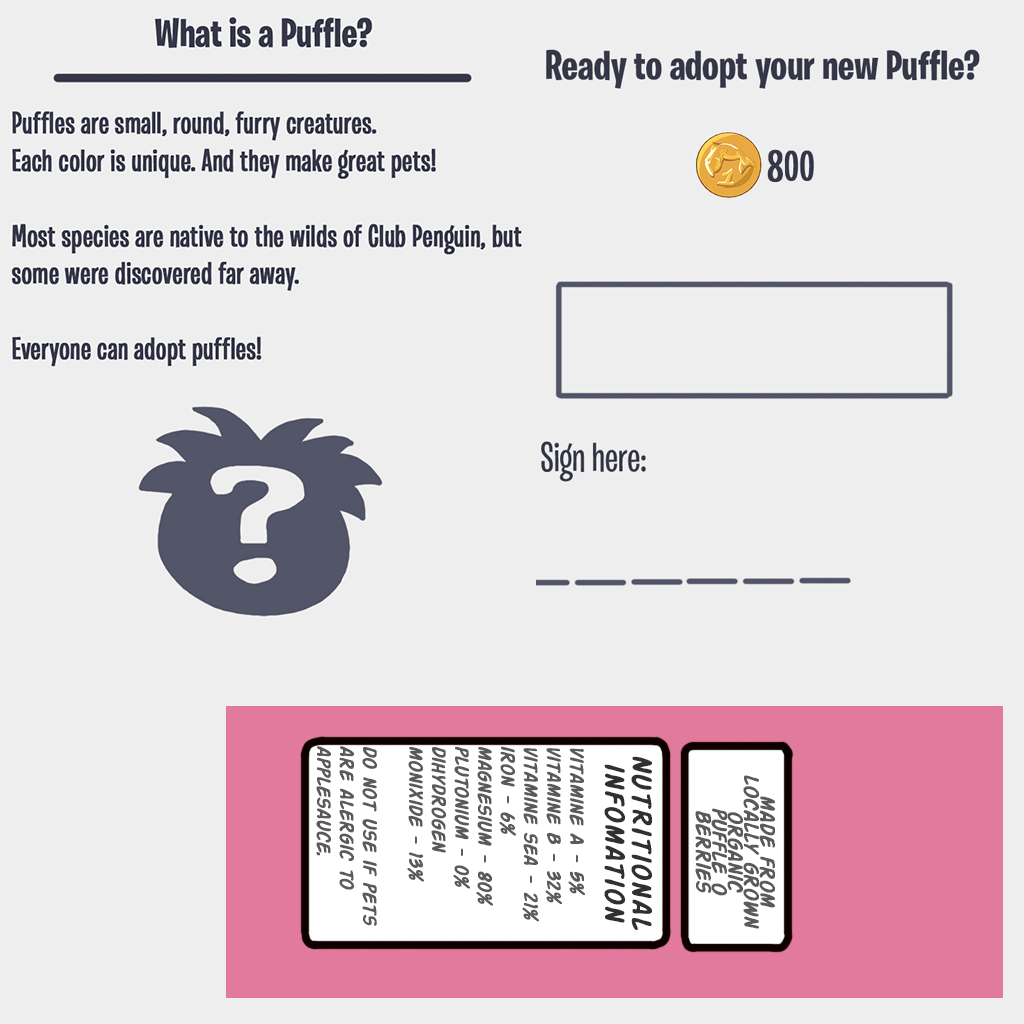 What is a Puffle?
Puffles are small, round, furry creatures.
Each color is unique. And they make great pets!
Most species are native to the wilds of Club Penguin, but
some were discovered far away.
Everyone can adopt puffles!
?
Ready to adopt your new Puffle?
800
Sign here:
MADE FROM
LOCALLY GROWN
ORGANIC
PUFFLE O
BERRIES
NUTRITIONAL
INFOMATION
VITAMINE A - 5%
VITAMINE B - 32%
VITAMINE SEA - 21%
IRON - 6%
MAGNESIUM - 80%
PLUTONIUM - 0%
DIHYDROGEN
MONIXIDE - 13%
DO NOT USE IF PETS
ARE ALERGIC TO
APPLESAUCE.